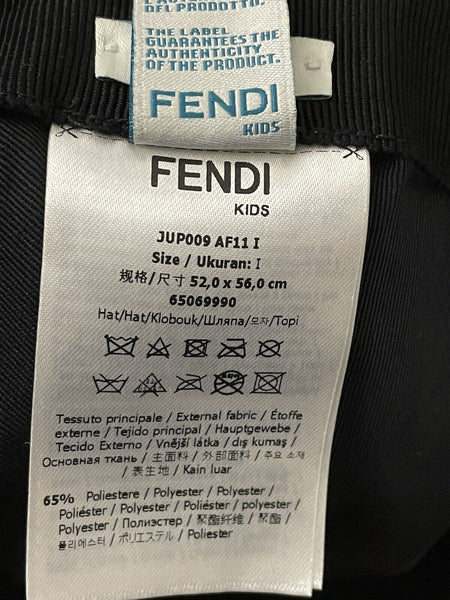 DEL PRODOTTO.
THE LABEL
GUARANTEES THE
AUTHENTICITY
OF THE PRODUCT.
FENDI
KIDS
FENDI
KIDS
JUP009 AF11 I
Size / Ukuran: I
规格/尺寸 52,0 x 56,0 cm
65069990
Hat/Hat/Klobouk/Шляпа/모자/Topi
Tessuto principale / External fabric / Étoffe
externe / Tejido principal / Hauptgewebe /
Tecido Externo / Vnější látka / dış kumaş /
Основная ткань / 主面料 / 外部面料 / 주요 소재
/ 表生地 / Kain luar
65% Poliestere / Polyester / Polyester /
Poliéster / Polyester / Poliéster / polyester /
Polyester / Полиэстер / 聚酯纤维 / 聚酯 /
폴리에스터 / ポリエステル / Poliester